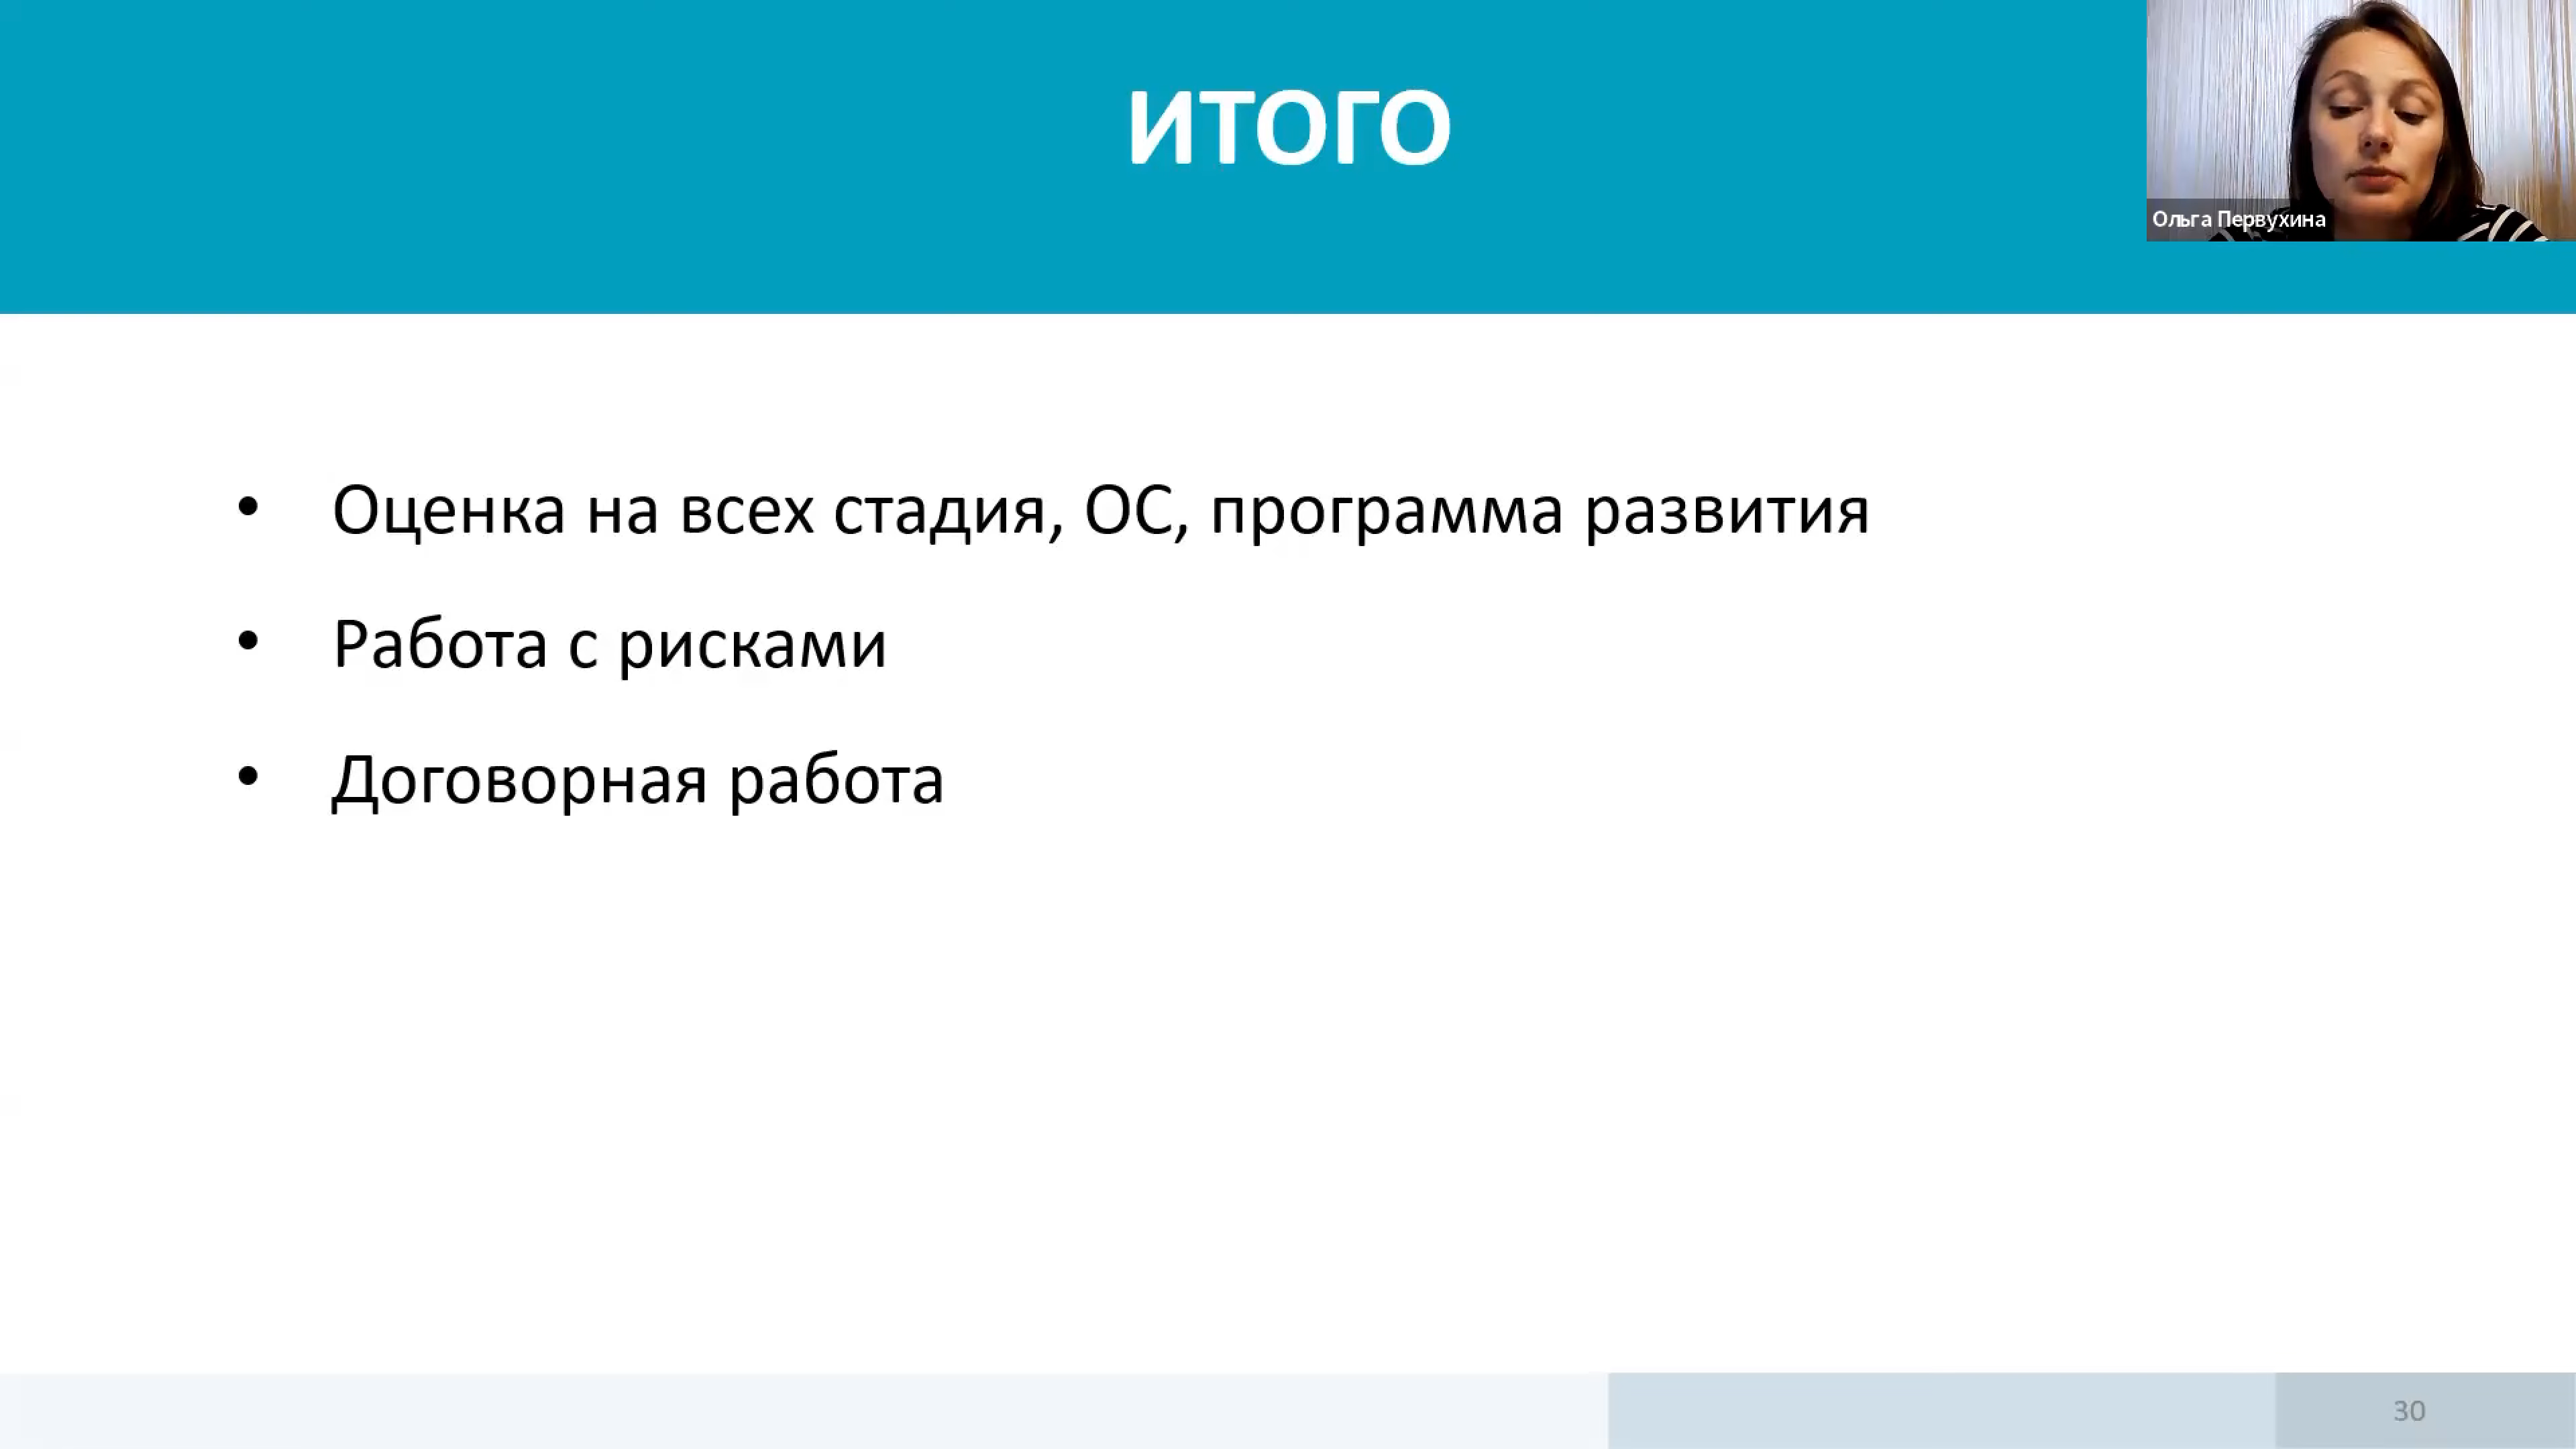 ИТОГО
Ольга Первухина
• Оценка на всех стадия, ОС, программа развития
• Работа с рисками
• Договорная работа
30